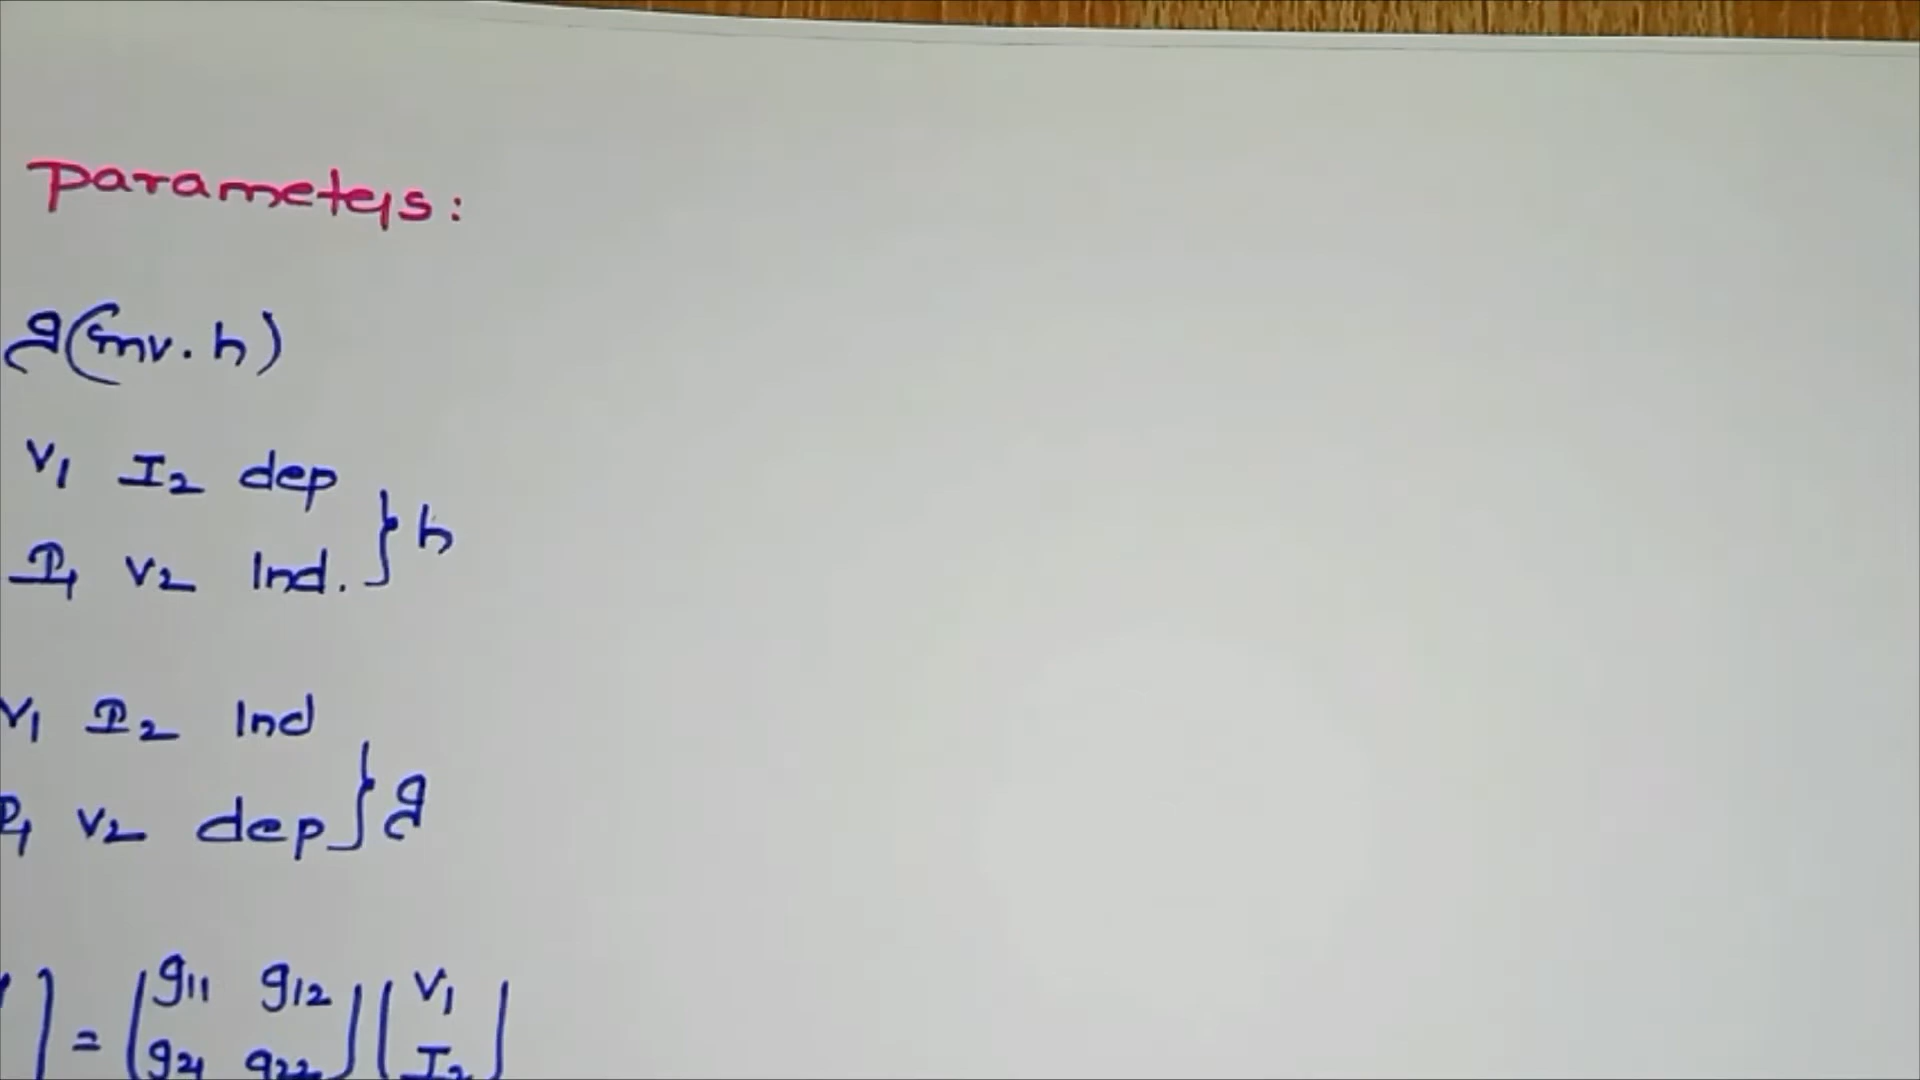 Parameters:
g(Inv. h)
V1 I2 dep
I1 V2 Ind. } h
V1 I2 Ind
I1 V2 dep } g
] = [g11 g12] [V1]
g21 g22 I2